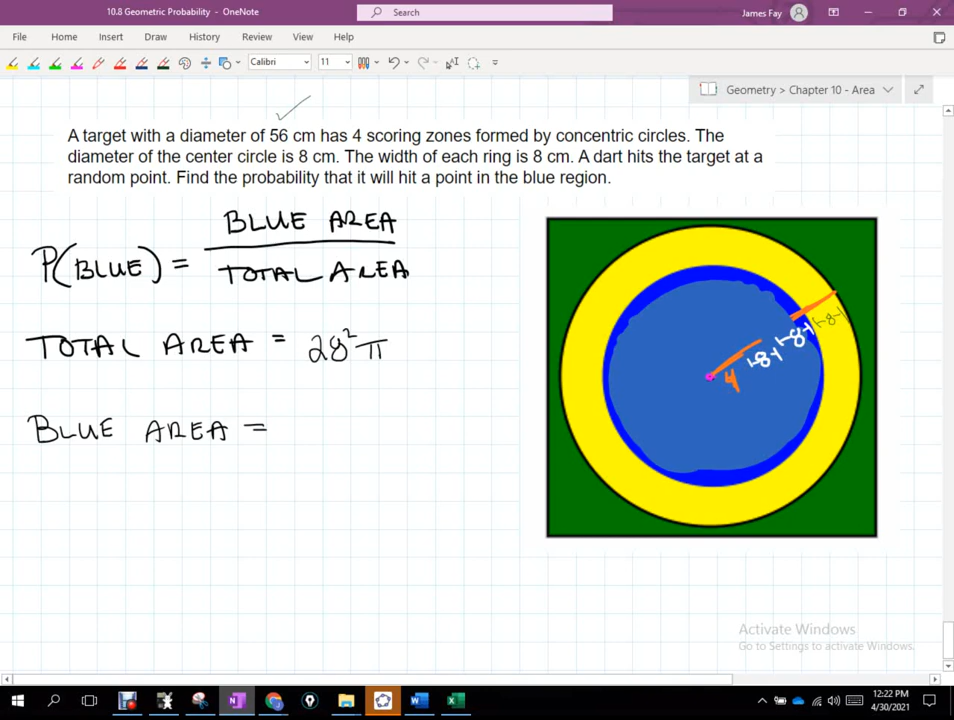 10.8 Geometric Probability - OneNote
Search
James Fay
File Home Insert Draw History Review View Help
Calibri 11
Geometry > Chapter 10 - Area
A target with a diameter of 56 cm has 4 scoring zones formed by concentric circles. The
diameter of the center circle is 8 cm. The width of each ring is 8 cm. A dart hits the target at a
random point. Find the probability that it will hit a point in the blue region.
P(BLUE) = BLUE AREA
TOTAL AREA
TOTAL AREA = 28²π
BLUE AREA =
4 8 8 8
Activate Windows
Go to Settings to activate Windows.
12:22 PM
4/30/2021